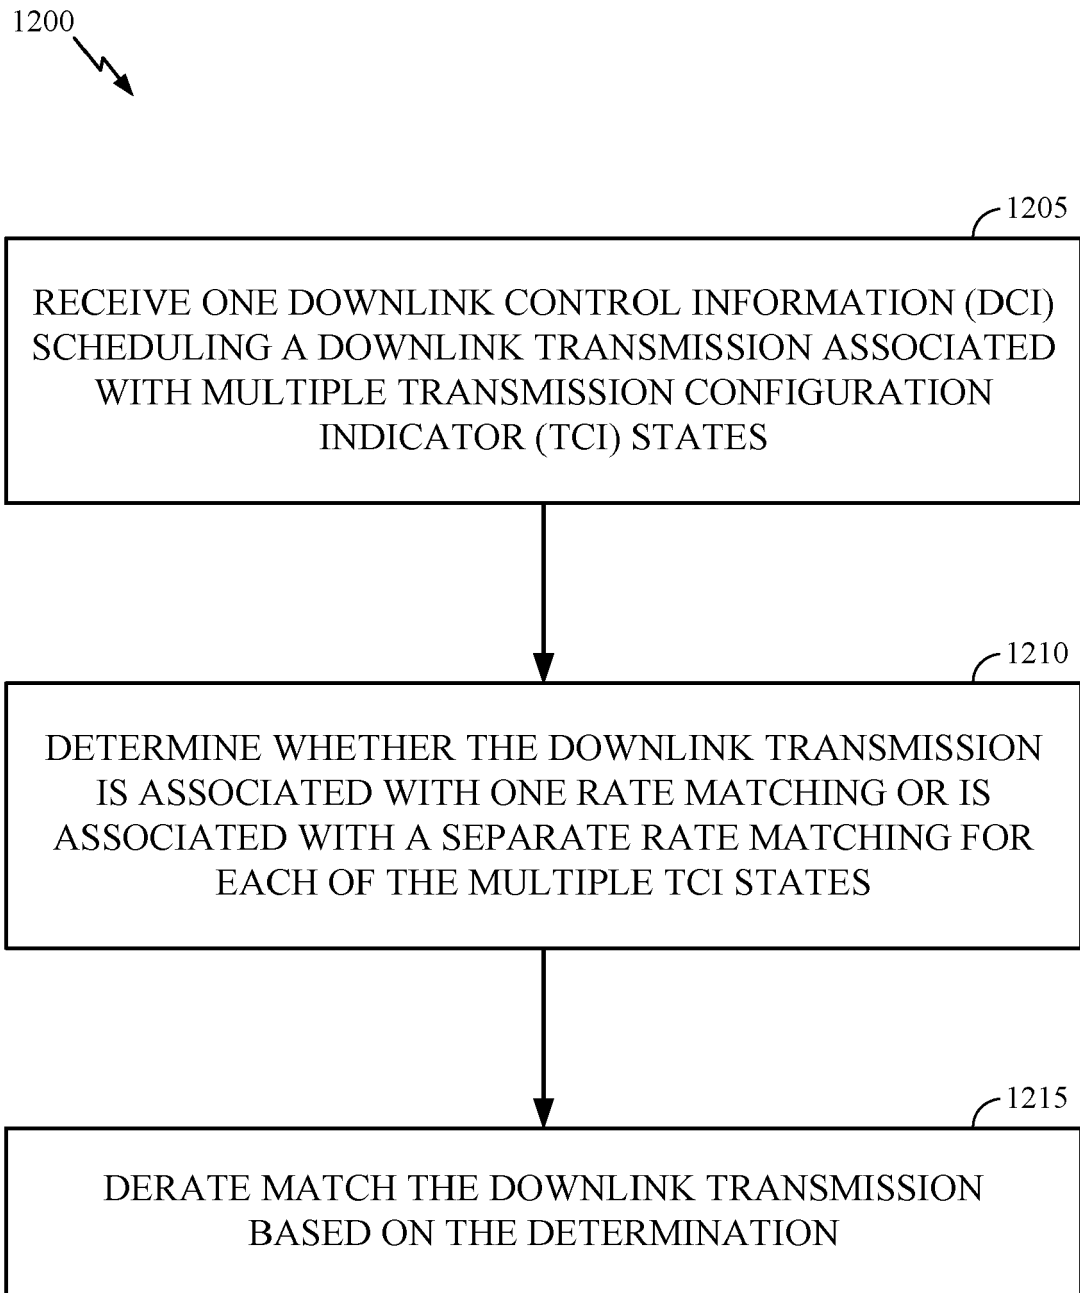 1200
1205
RECEIVE ONE DOWNLINK CONTROL INFORMATION (DCI)
SCHEDULING A DOWNLINK TRANSMISSION ASSOCIATED
WITH MULTIPLE TRANSMISSION CONFIGURATION
INDICATOR (TCI) STATES
1210
DETERMINE WHETHER THE DOWNLINK TRANSMISSION
IS ASSOCIATED WITH ONE RATE MATCHING OR IS
ASSOCIATED WITH A SEPARATE RATE MATCHING FOR
EACH OF THE MULTIPLE TCI STATES
1215
DERATE MATCH THE DOWNLINK TRANSMISSION
BASED ON THE DETERMINATION